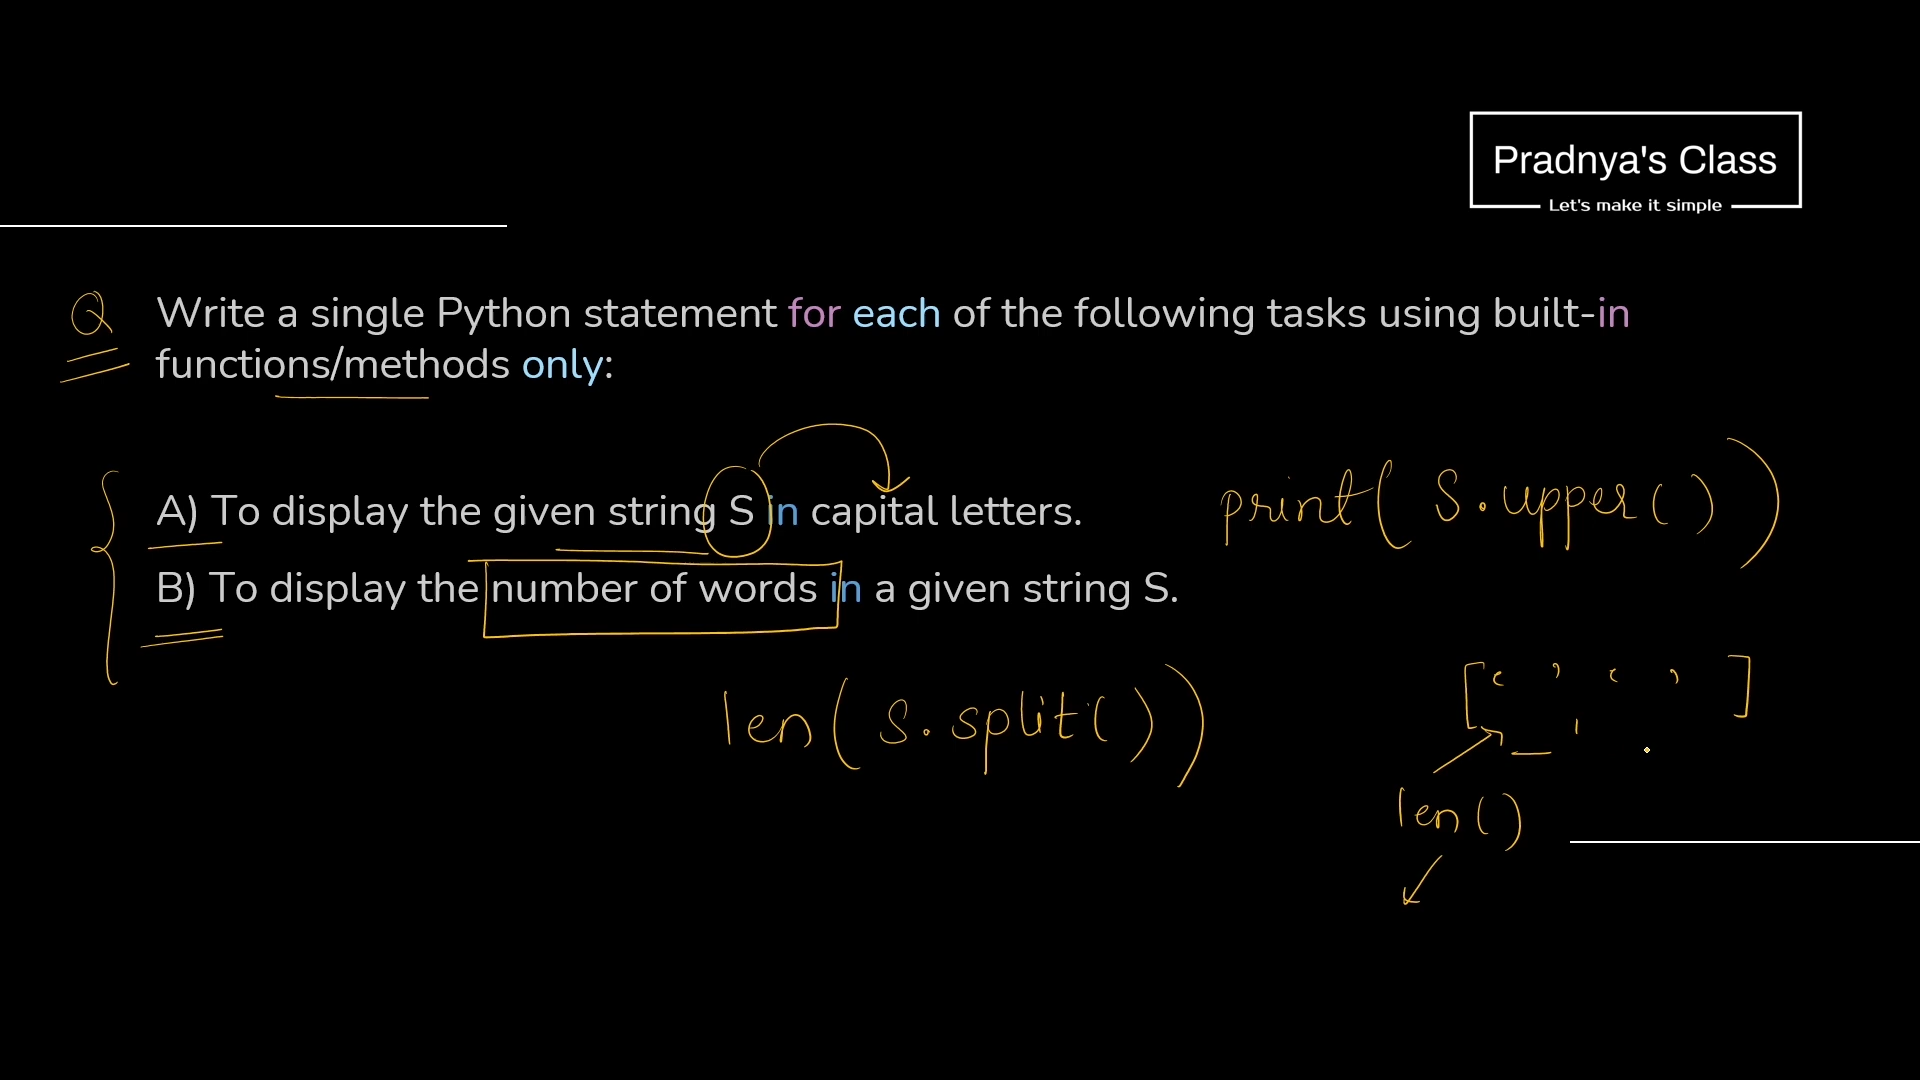 Pradnya's Class
Let's make it simple
Q Write a single Python statement for each of the following tasks using built-in
functions/methods only:
A) To display the given string S in capital letters.
print( S.upper() )
B) To display the number of words in a given string S.
len( S.split() )
[' ' ' ' ]
len()